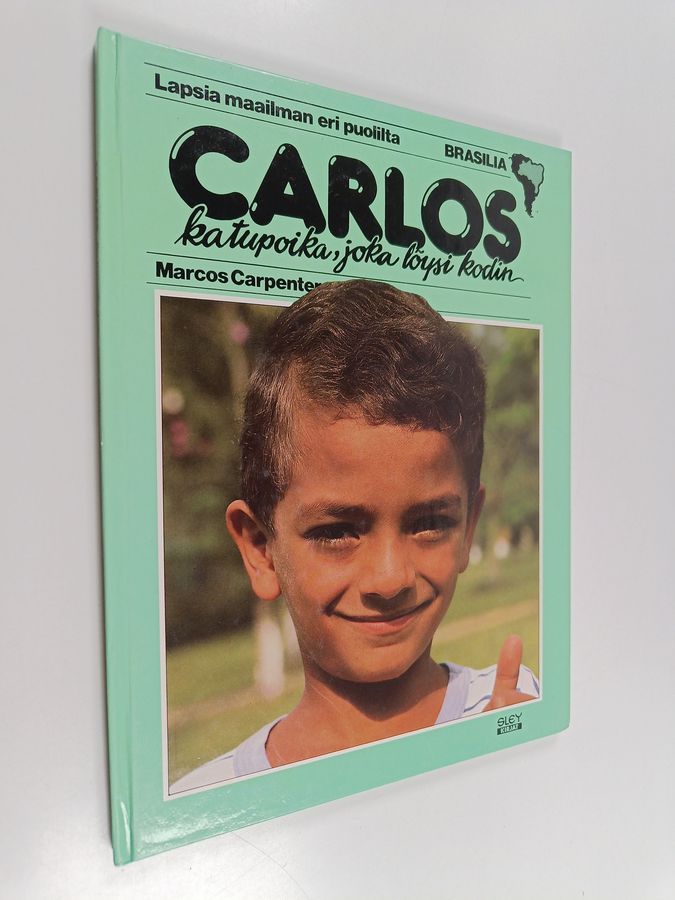 Lapsia maailman eri puolilta
BRASILIA
CARLOS
katupoika, joka löysi kodin
Marcos Carpenter
SLEY
KIRJAT